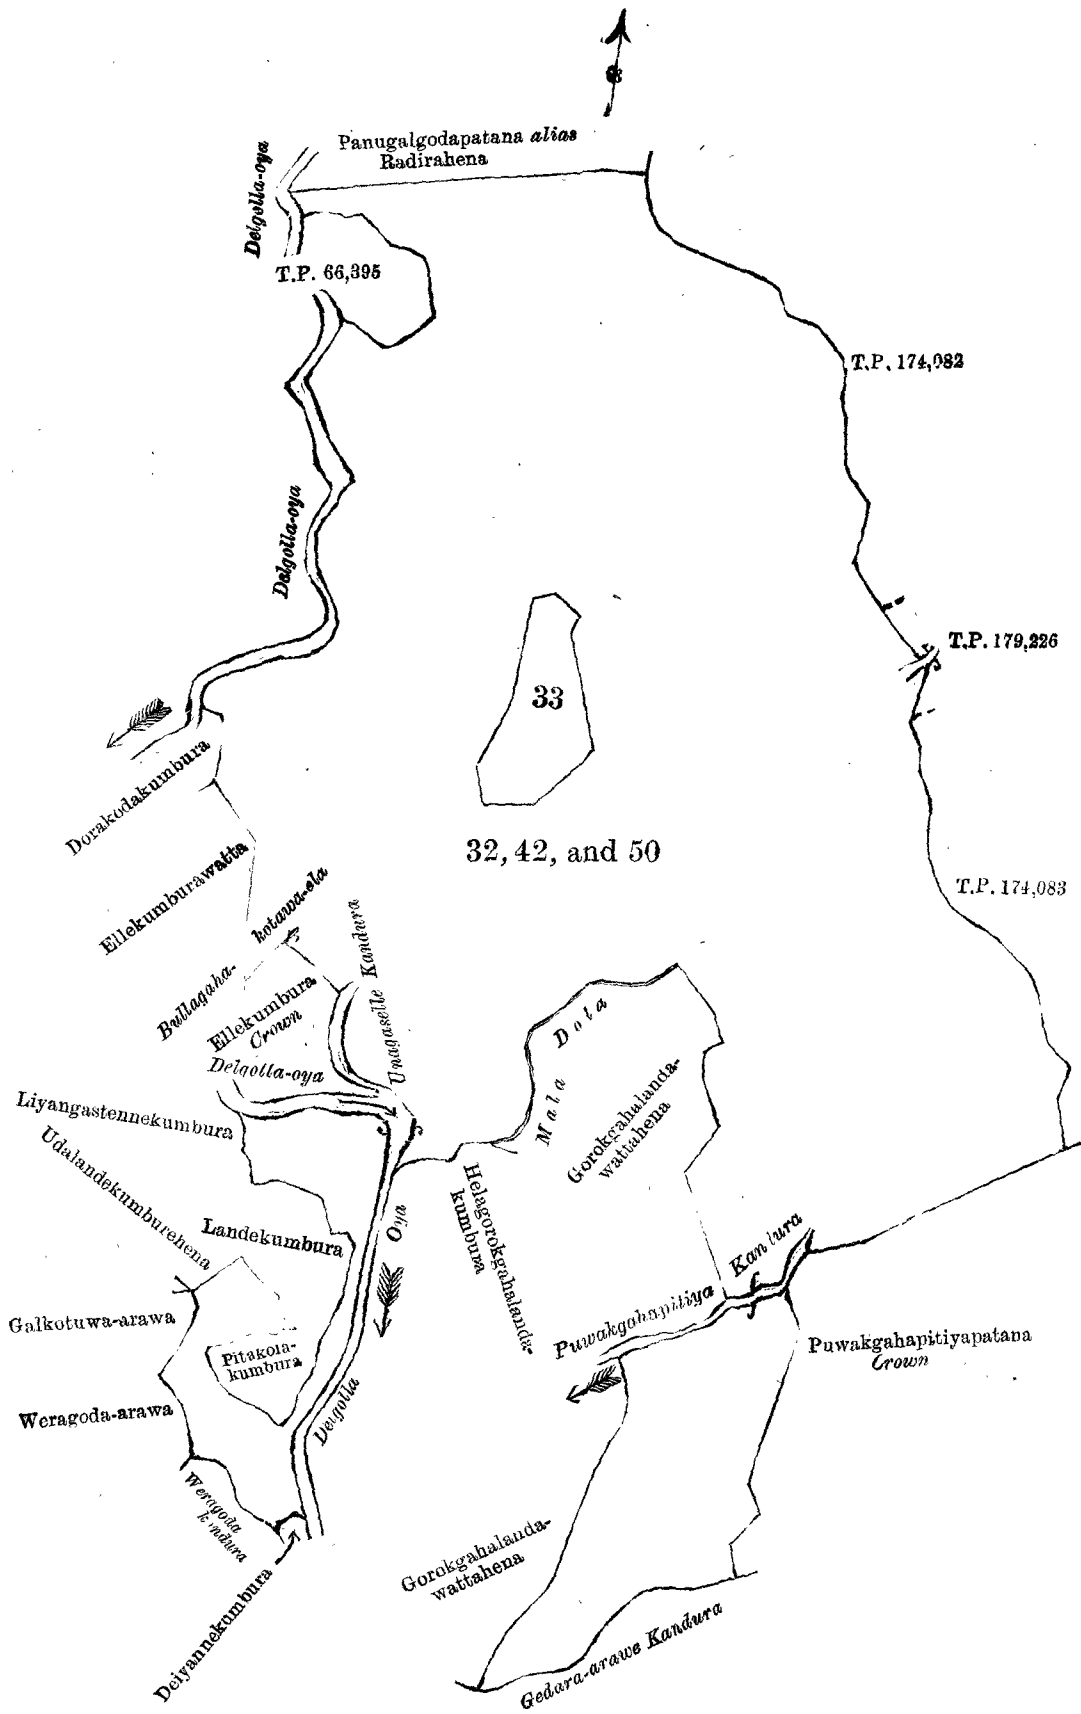 Panugalgodapatana alias
Radirahena
Delgolla-oya
T.P. 66,395
T.P. 174,082
Delgolla-oya
T.P. 179,226
33
Dorakodakumbura
32, 42, and 50
Ellekumburawatta
T.P. 174,083
Bullagaha-
kotawa-ela
Ellekumbura
Crown
Unagaselle Kandura
Delgolla-oya
Mala Dola
Gorokgahalanda-
wattahena
Liyangastennekumbura
Udalandekumburehena
Landekumbura
Helagorokgahalanda-
kumbura
Galkotuwa-arawa
Pitakola-
kumbura
Weragoda-arawa
Delgolla Oya
Puwakgahapitiya Kandura
Puwakgahapitiyapatana
Crown
Weragoda
kandura
Deiyannekumbura
Gorokgahalanda-
wattahena
Gedara-arawe Kandura